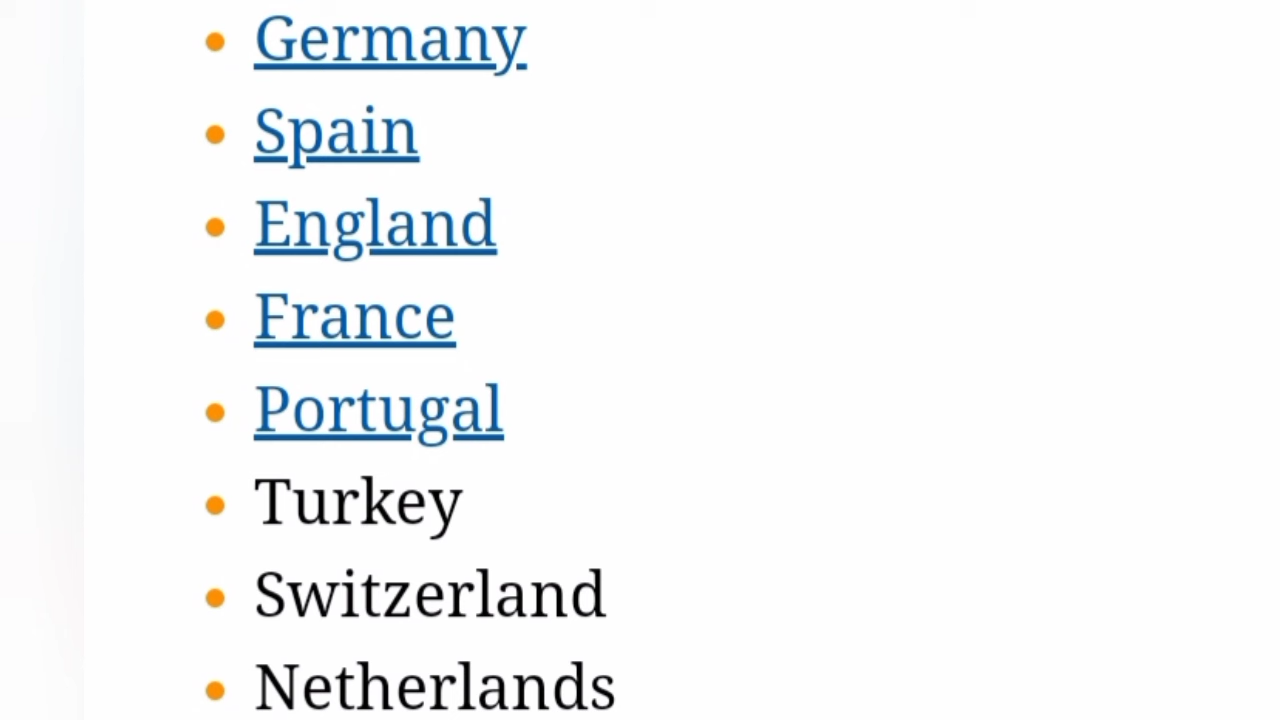 Germany
Spain
England
France
Portugal
Turkey
Switzerland
Netherlands